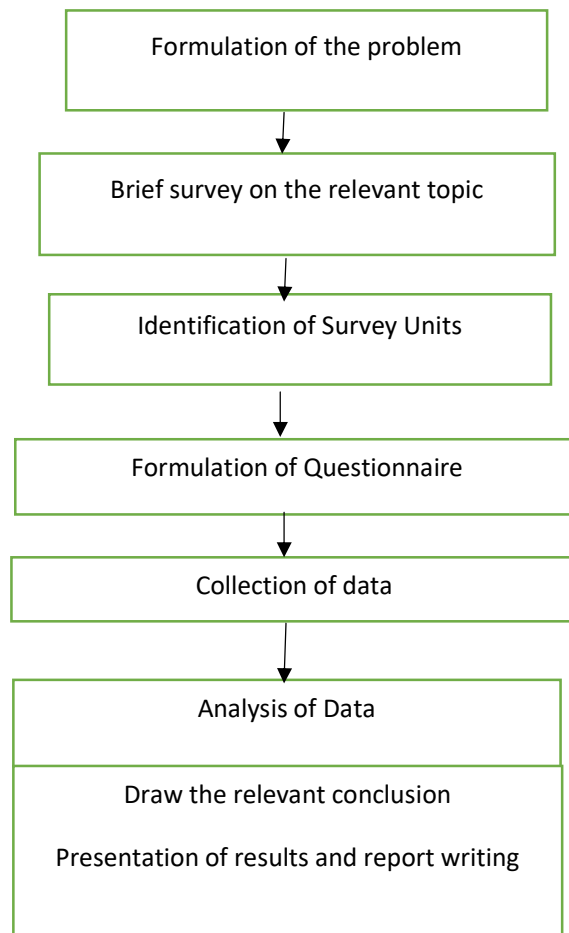 Formulation of the problem
Brief survey on the relevant topic
Identification of Survey Units
Formulation of Questionnaire
Collection of data
Analysis of Data
Draw the relevant conclusion
Presentation of results and report writing